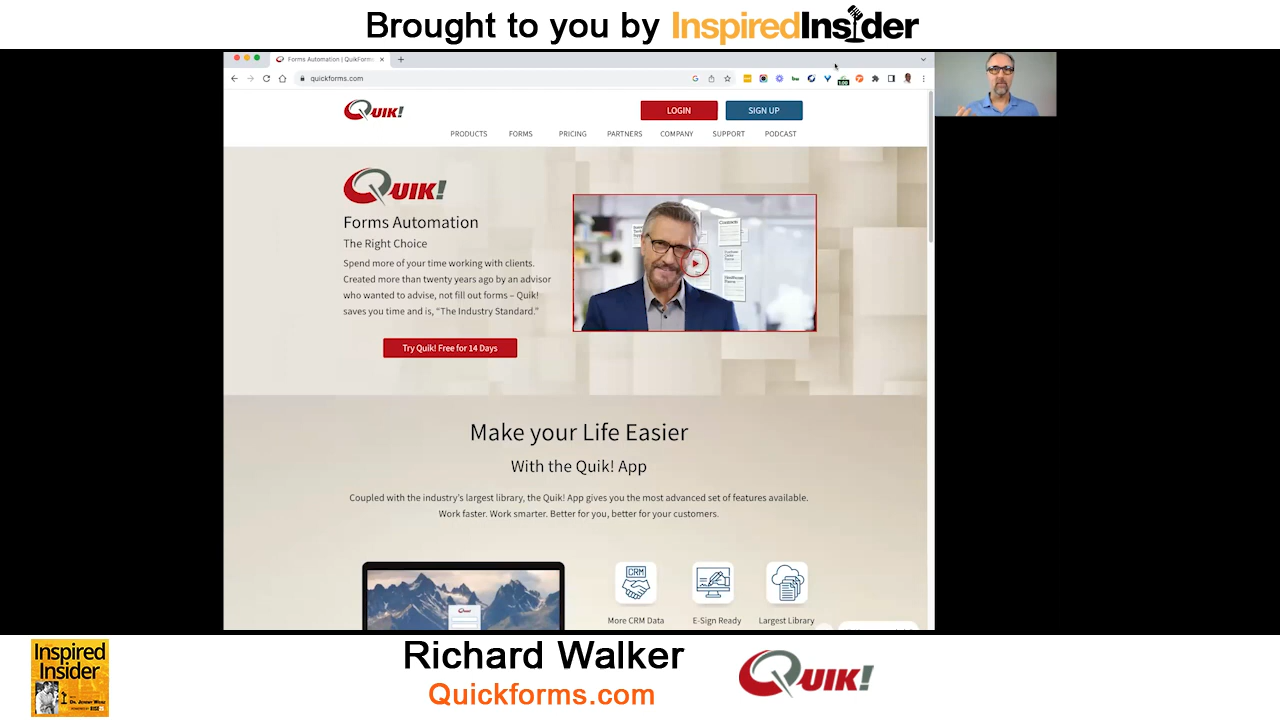 Brought to you by InspiredInsider
Forms Automation | QuikForm
quickforms.com
QUIK!
LOGIN
SIGN UP
PRODUCTS
FORMS
PRICING
PARTNERS
COMPANY
SUPPORT
PODCAST
QUIK!
Forms Automation
The Right Choice
Spend more of your time working with clients.
Created more than twenty years ago by an advisor
who wanted to advise, not fill out forms – Quik!
saves you time and is, “The Industry Standard.”
Try Quik! Free for 14 Days
Make your Life Easier
With the Quik! App
Coupled with the industry’s largest library, the Quik! App gives you the most advanced set of features available.
Work faster. Work smarter. Better for you, better for your customers.
CRM
More CRM Data
E-Sign Ready
Largest Library
Inspired
Insider
Richard Walker
Quickforms.com
QUIK!